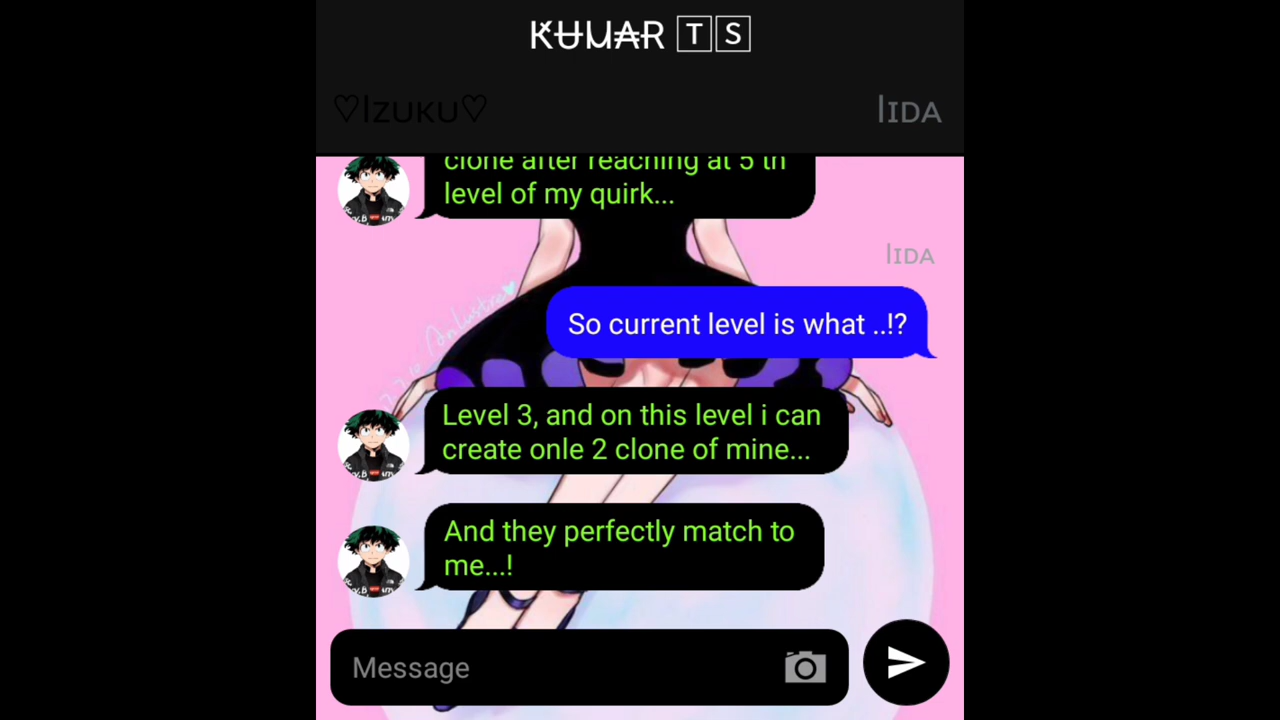 KUMAR 🅃🅂
♡Izuku♡ Iida
clone after reaching at 5 th
level of my quirk...
Iida
So current level is what ..!?
Anlustre
Level 3, and on this level i can
create onle 2 clone of mine...
And they perfectly match to
me...!
Message